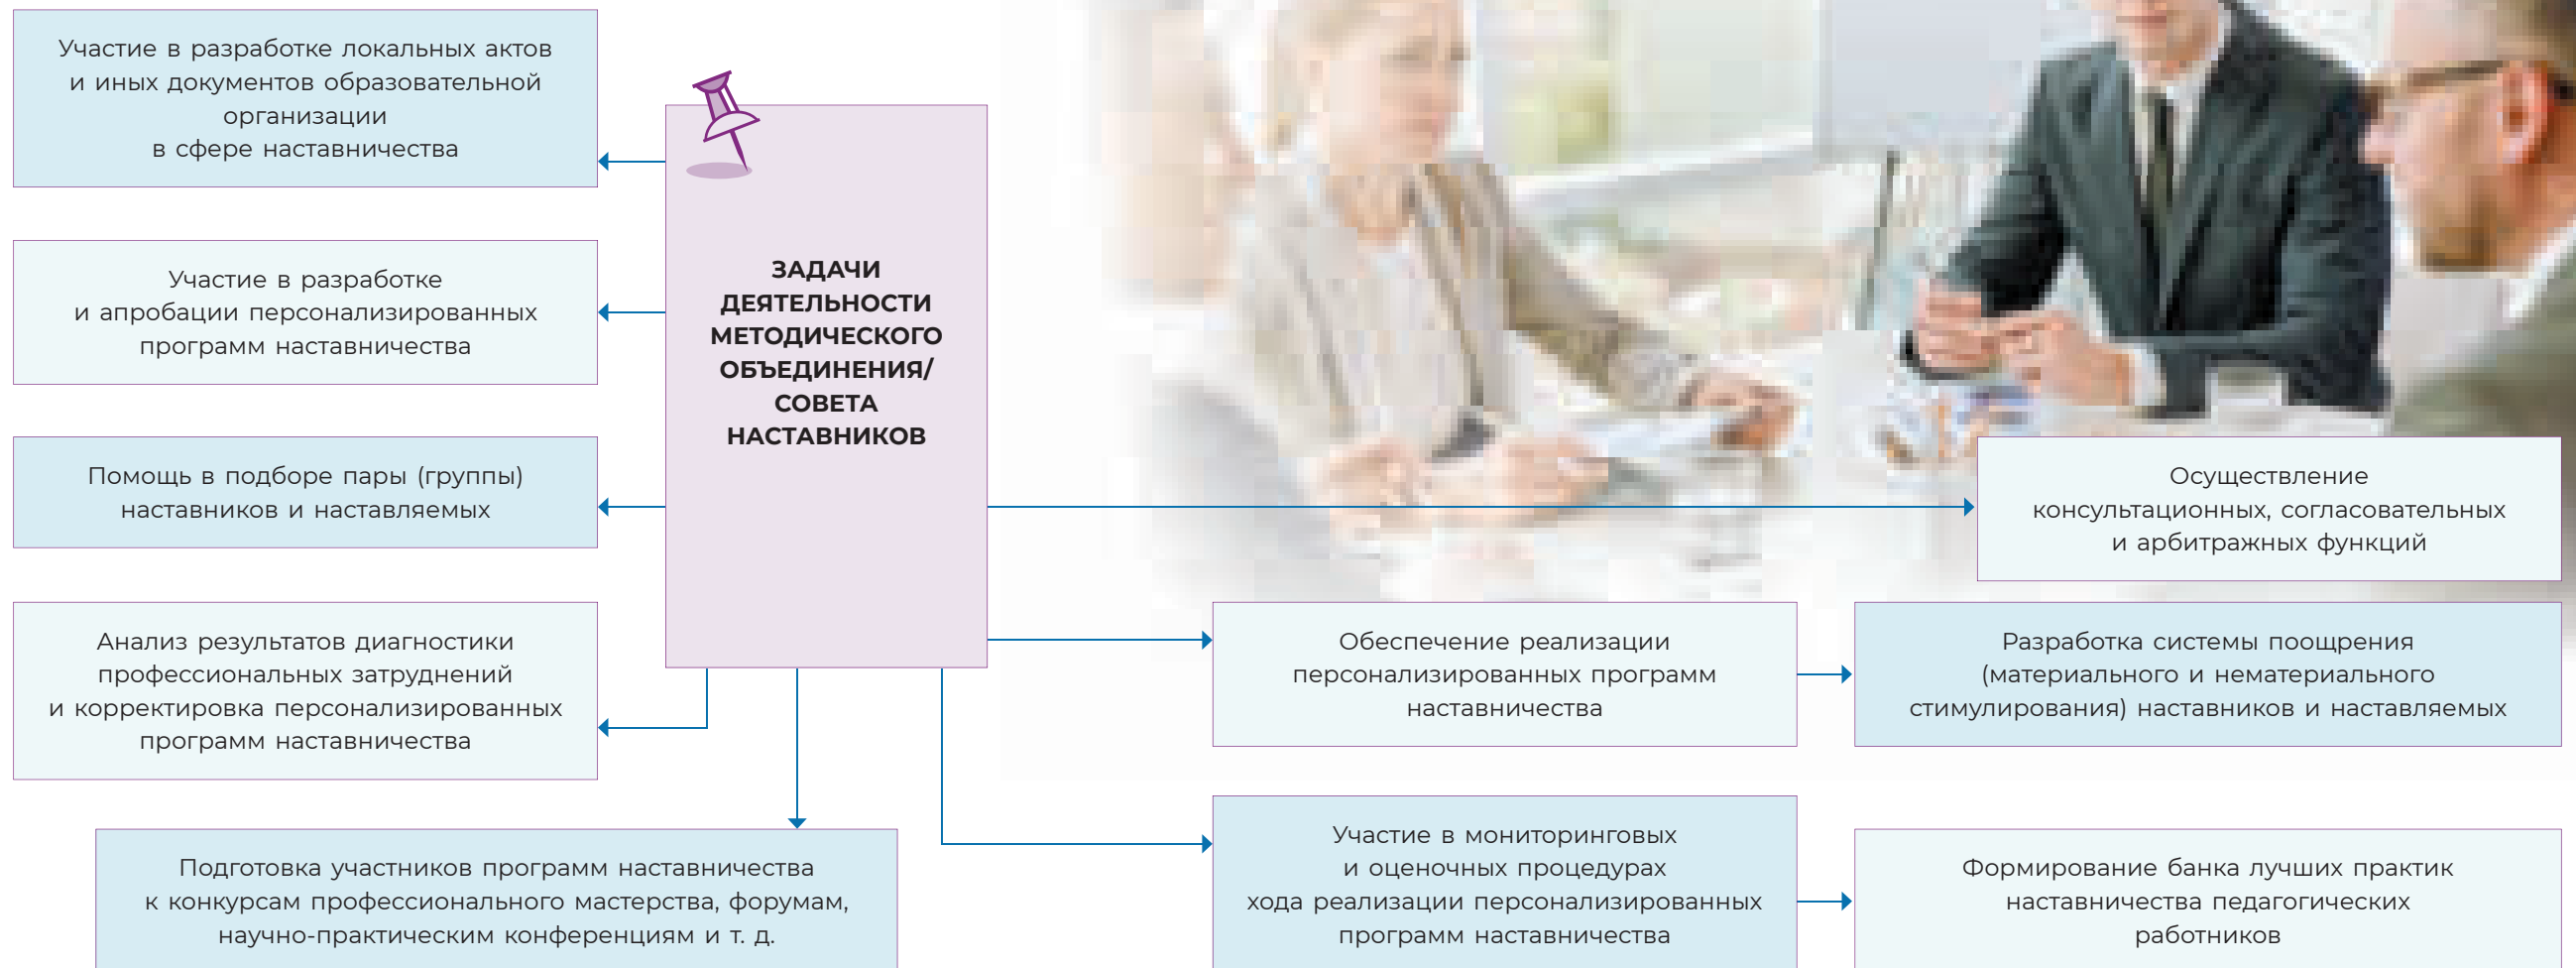 Участие в разработке локальных актов
и иных документов образовательной
организации
в сфере наставничества
Участие в разработке
и апробации персонализированных
программ наставничества
Помощь в подборе пары (группы)
наставников и наставляемых
Анализ результатов диагностики
профессиональных затруднений
и корректировка персонализированных
программ наставничества
Подготовка участников программ наставничества
к конкурсам профессионального мастерства, форумам,
научно-практическим конференциям и т. д.
ЗАДАЧИ
ДЕЯТЕЛЬНОСТИ
МЕТОДИЧЕСКОГО
ОБЪЕДИНЕНИЯ/
СОВЕТА
НАСТАВНИКОВ
Осуществление
консультационных, согласовательных
и арбитражных функций
Обеспечение реализации
персонализированных программ
наставничества
Разработка системы поощрения
(материального и нематериального
стимулирования) наставников и наставляемых
Участие в мониторинговых
и оценочных процедурах
хода реализации персонализированных
программ наставничества
Формирование банка лучших практик
наставничества педагогических
работников